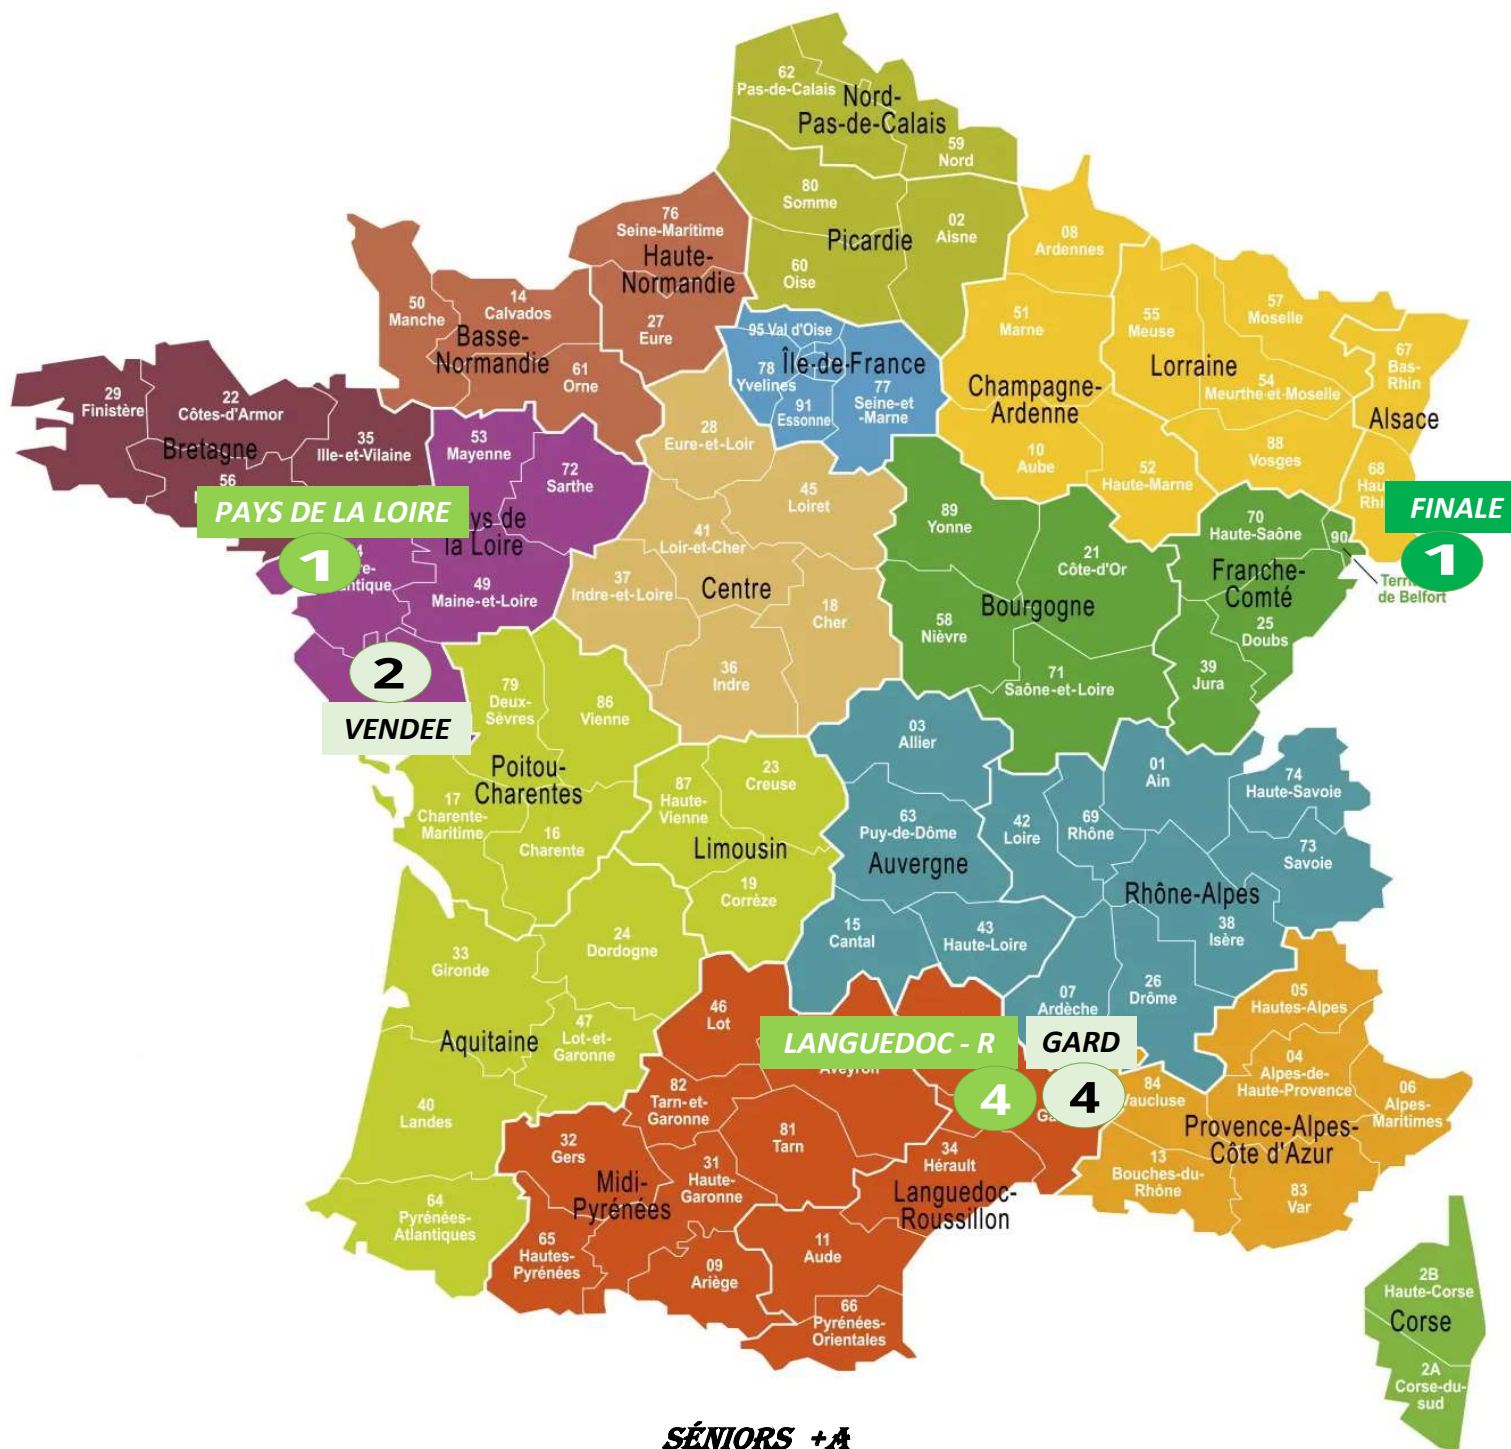 62
Pas-de-Calais
Nord-
Pas-de-Calais
59
Nord
80
Somme
02
Aisne
Picardie
60
Oise
76
Seine-Maritime
Haute-
Normandie
27
Eure
08
Ardennes
50
Manche
14
Calvados
Basse-
Normandie
61
Orne
51
Marne
55
Meuse
57
Moselle
95 Val d'Oise
Île-de-France
78
Yvelines
91
Essonne
77
Seine-et
-Marne
Champagne-
Ardenne
Lorraine
54
Meurthe-et-Moselle
67
Bas-
Rhin
Alsace
29
Finistère
22
Côtes-d'Armor
Bretagne
35
Ille-et-Vilaine
56
53
Mayenne
72
Sarthe
28
Eure-et-Loir
10
Aube
52
Haute-Marne
88
Vosges
68
PAYS DE LA LOIRE
1
la Loire
49
Maine-et-Loire
45
Loiret
41
Loir-et-Cher
37
Indre-et-Loire
Centre
18
Cher
36
Indre
89
Yonne
21
Côte-d'Or
Bourgogne
58
Nièvre
71
Saône-et-Loire
70
Haute-Saône
90
Franche-
Comté
25
Doubs
39
Jura
FINALE
1
de Belfort
2
VENDEE
79
Deux-
Sèvres
86
Vienne
Poitou-
Charentes
17
Charente-
Maritime
16
Charente
87
Haute-
Vienne
23
Creuse
Limousin
19
Corrèze
03
Allier
63
Puy-de-Dôme
Auvergne
15
Cantal
43
Haute-Loire
42
Loire
69
Rhône
01
Ain
74
Haute-Savoie
73
Savoie
Rhône-Alpes
38
Isère
07
Ardèche
26
Drôme
33
Gironde
24
Dordogne
Aquitaine
47
Lot-et-
Garonne
40
Landes
64
Pyrénées-
Atlantiques
46
Lot
LANGUEDOC - R
4
GARD
4
Aveyron
82
Tarn-et-
Garonne
81
Tarn
32
Gers
31
Haute-
Garonne
Midi-
Pyrénées
65
Hautes-
Pyrénées
09
Ariège
34
Hérault
Languedoc-
Roussillon
11
Aude
66
Pyrénées-
Orientales
05
Hautes-Alpes
04
Alpes-de-
Haute-Provence
06
Alpes-
Maritimes
84
Vaucluse
Provence-Alpes-
Côte d'Azur
13
Bouches-du-
Rhône
83
Var
2B
Haute-Corse
Corse
2A
Corse-du-
sud
SÉNIORS +A